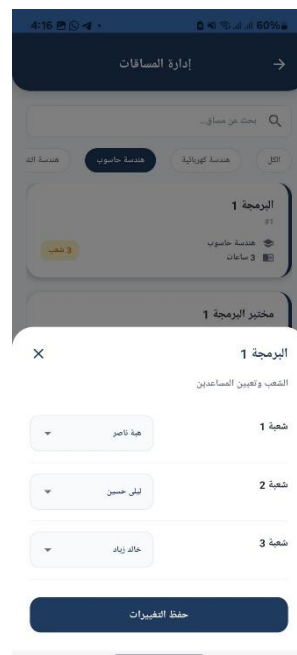 4:16 60%
إدارة المساقات
بحث عن مساق...
الكل هندسة كهربائية هندسة حاسوب هندسة
البرمجة 1
#1
هندسة حاسوب
3 ساعات
3 شعب
مختبر البرمجة 1
البرمجة 1
الشعب وتعيين المساعدين
شعبة 1
هبة ناصر
شعبة 2
ليلى حسين
شعبة 3
خالد زياد
حفظ التغييرات